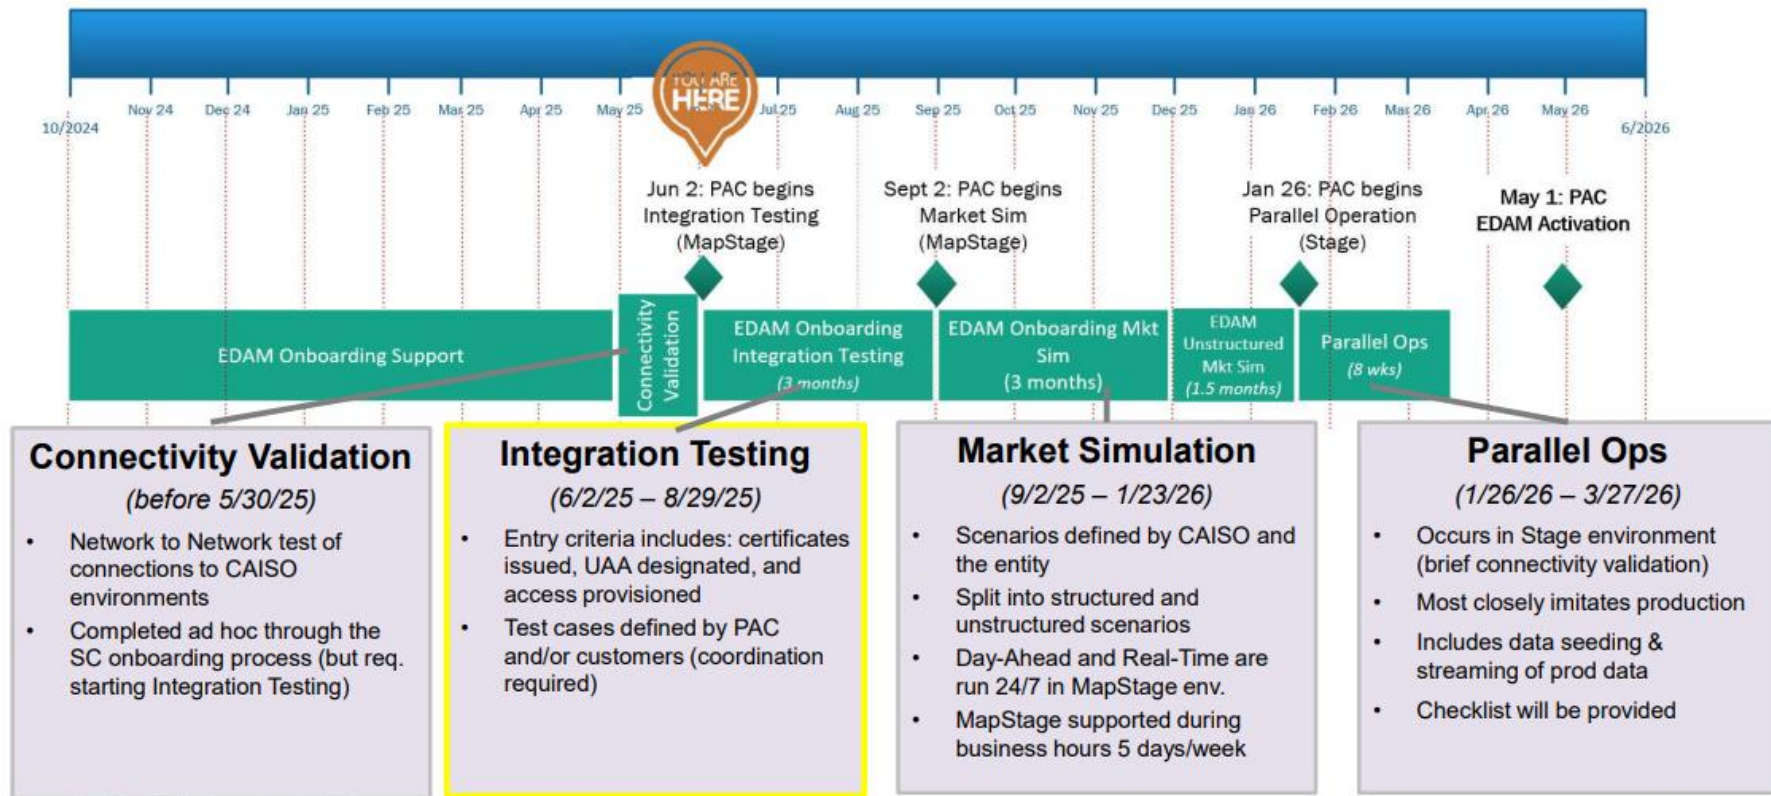 YOU ARE
HERE
10/2024
Nov 24
Dec 24
Jan 25
Feb 25
Mar 25
Apr 25
May 25
Jul 25
Aug 25
Sep 25
Oct 25
Nov 25
Dec 25
Jan 26
Feb 26
Mar 26
Apr 26
May 26
6/2026
Jun 2: PAC begins
Integration Testing
(MapStage)
Sept 2: PAC begins
Market Sim
(MapStage)
Jan 26: PAC begins
Parallel Operation
(Stage)
May 1: PAC
EDAM Activation
EDAM Onboarding Support
Connectivity
Validation
EDAM Onboarding
Integration Testing
(3 months)
EDAM Onboarding Mkt
Sim
(3 months)
EDAM
Unstructured
Mkt Sim
(1.5 months)
Parallel Ops
(8 wks)
Connectivity Validation
(before 5/30/25)
• Network to Network test of
connections to CAISO
environments
• Completed ad hoc through the
SC onboarding process (but req.
starting Integration Testing)
Integration Testing
(6/2/25 – 8/29/25)
• Entry criteria includes: certificates
issued, UAA designated, and
access provisioned
• Test cases defined by PAC
and/or customers (coordination
required)
Market Simulation
(9/2/25 – 1/23/26)
• Scenarios defined by CAISO and
the entity
• Split into structured and
unstructured scenarios
• Day-Ahead and Real-Time are
run 24/7 in MapStage env.
• MapStage supported during
business hours 5 days/week
Parallel Ops
(1/26/26 – 3/27/26)
• Occurs in Stage environment
(brief connectivity validation)
• Most closely imitates production
• Includes data seeding &
streaming of prod data
• Checklist will be provided